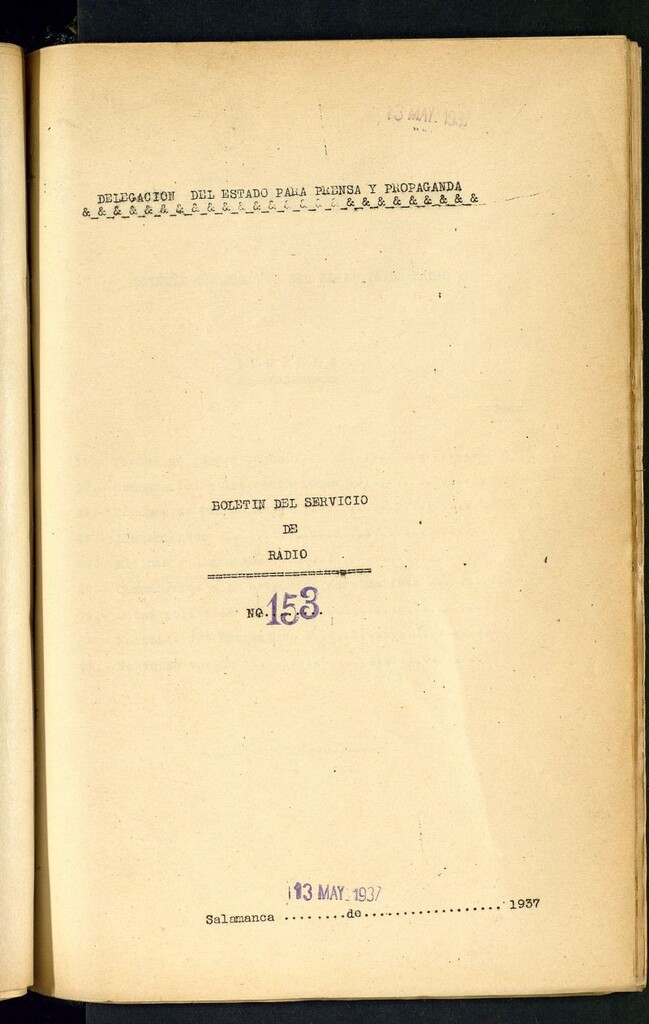 13 MAY. 1937
DELEGACION DEL ESTADO PARA PRENSA Y PROPAGANDA
&_&_&_&_&_&_&_&_&_&_&_&_&_&_&_&_&_&_&_&_&_&_&_&_&_&
BOLETIN DEL SERVICIO
DE
RADIO
====================
Nº.153...
13 MAY. 1937
Salamanca ........de.................. 1937